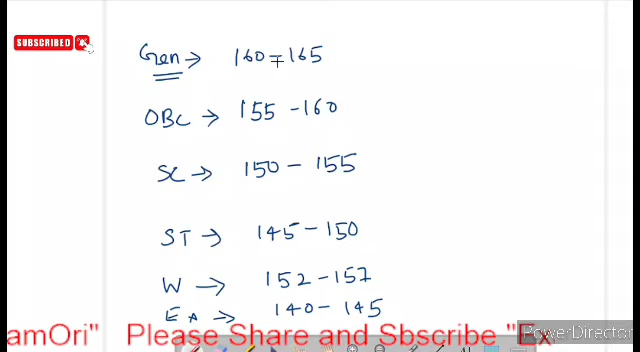 SUBSCRIBED
Gen → 160 - 165
OBC → 155 - 160
SC → 150 - 155
ST → 145 - 150
W → 152 - 157
EA → 140 - 145
amOri" Please Share and Sbscribe "Ex
PowerDirector